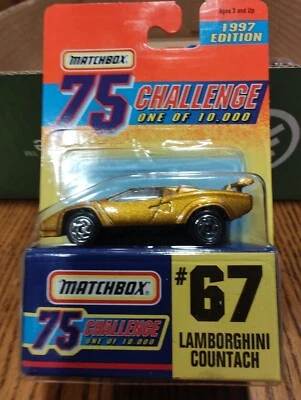 Ages 3 and Up
1997
EDITION
MATCHBOX
75 CHALLENGE
ONE OF 10,000
MATCHBOX
75 CHALLENGE
ONE OF 10,000
#67
LAMBORGHINI
COUNTACH